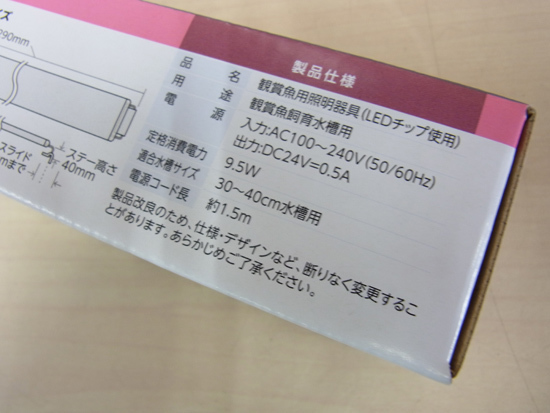 イズ
290mm
ステー高さ
40mm
スライド
mまで
製品仕様
品名 観賞魚用照明器具(LEDチップ使用)
用途 観賞魚飼育水槽用
電源 入力:AC100～240V(50/60Hz)
出力:DC24V=0.5A
定格消費電力 9.5W
適合水槽サイズ 30～40cm水槽用
電源コード長 約1.5m
製品改良のため、仕様・デザインなど、断りなく変更するこ
とがあります。あらかじめご了承ください。